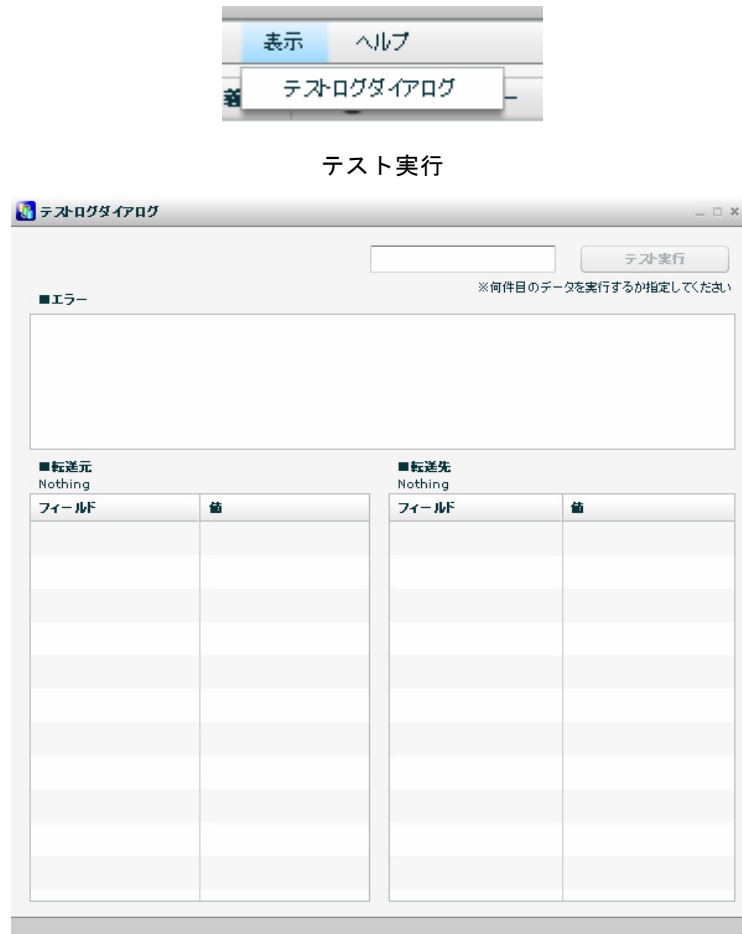 表示 ヘルプ
着
テストログダイアログ
テスト実行
テストログダイアログ
テスト実行
※何件目のデータを実行するか指定してください
■エラー
■転送元 ■転送先
Nothing Nothing
フィールド 値 フィールド 値